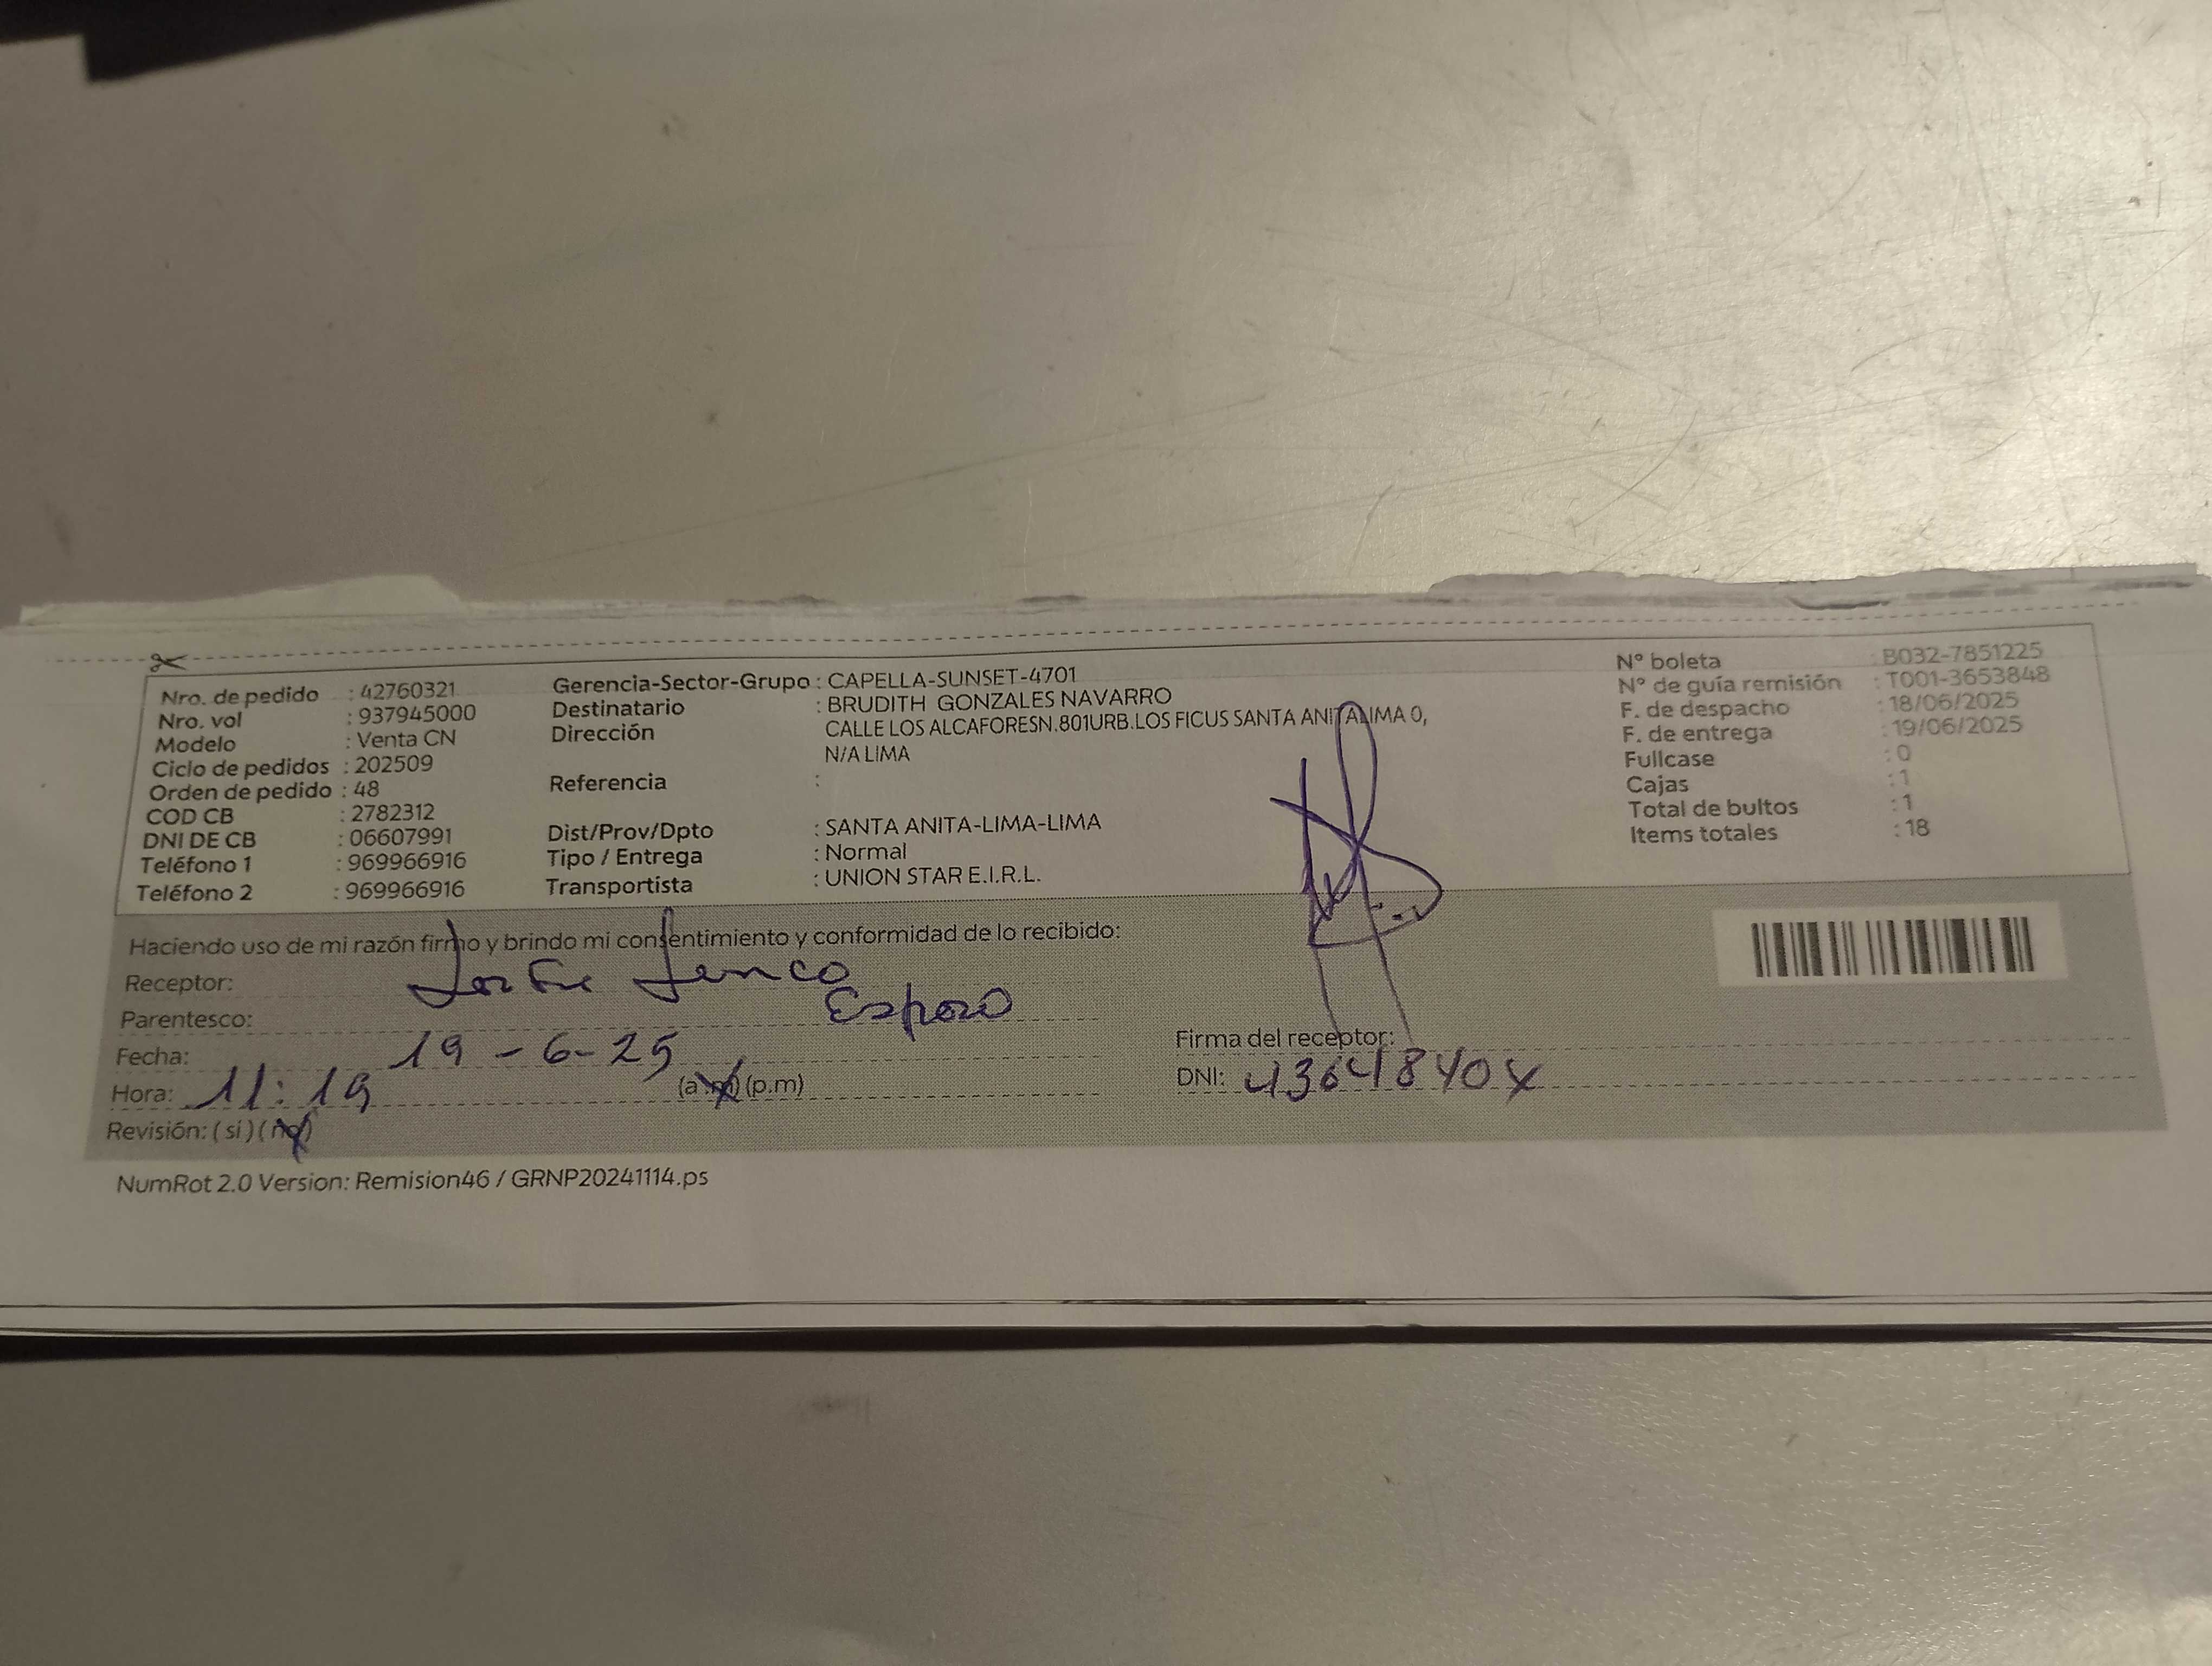 Nro. de pedido : 42760321
Nro. vol : 937945000
Modelo : Venta CN
Ciclo de pedidos : 202509
Orden de pedido : 48
COD CB : 2782312
DNI DE CB : 06607991
Teléfono 1 : 969966916
Teléfono 2 : 969966916
Gerencia-Sector-Grupo : CAPELLA-SUNSET-4701
Destinatario : BRUDITH GONZALES NAVARRO
Dirección CALLE LOS ALCAFORESN.801URB.LOS FICUS SANTA ANITALIMA 0,
N/A LIMA
Referencia :
Dist/Prov/Dpto : SANTA ANITA-LIMA-LIMA
Tipo / Entrega : Normal
Transportista : UNION STAR E.I.R.L.
N° boleta : B032-7851225
N° de guía remisión : T001-3653848
F. de despacho : 18/06/2025
F. de entrega : 19/06/2025
Fullcase : 0
Cajas : 1
Total de bultos : 1
Items totales : 18
Haciendo uso de mi razón firmo y brindo mi consentimiento y conformidad de lo recibido:
Receptor:
Parentesco: Esposo
Fecha: 19-6-25
Hora: 11:19 (a.m) (p.m)
Revisión: (si) (no)
Firma del receptor:
DNI:
NumRot 2.0 Version: Remision46 / GRNP20241114.ps